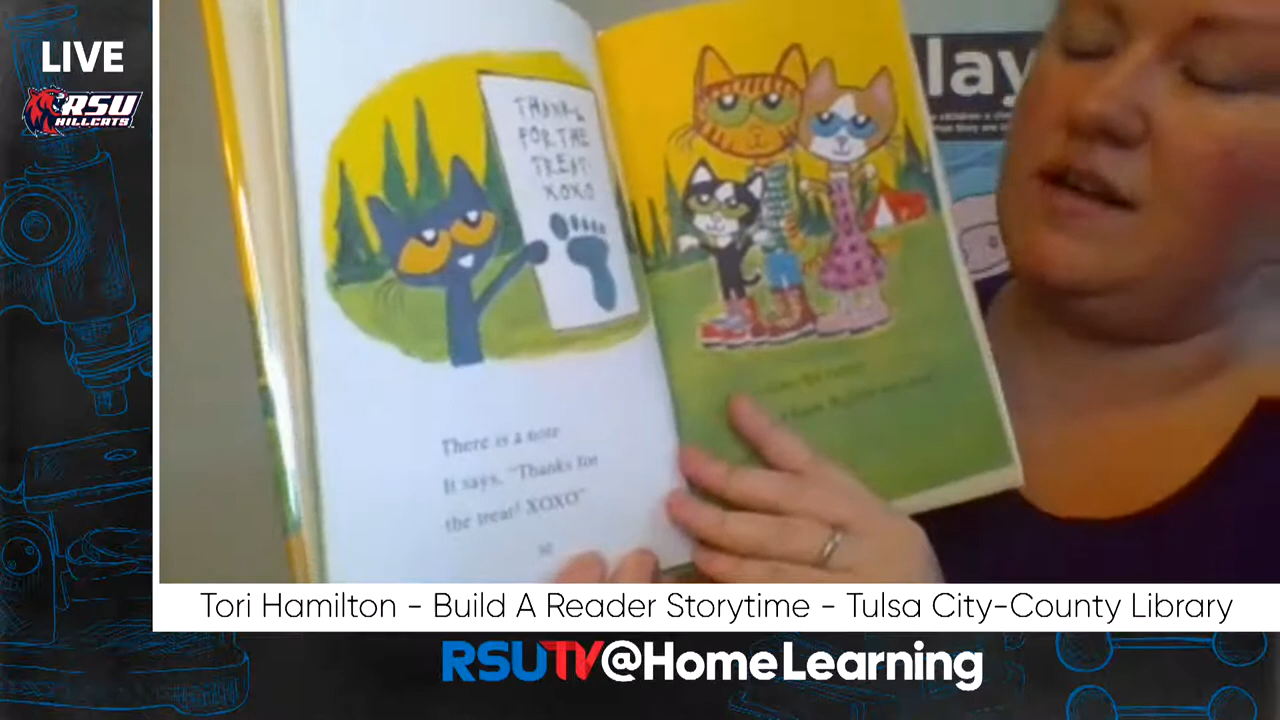 LIVE
RSU
HILLCATS
THANKS
FOR THE
TREAT!
XOXO
There is a note
It says, "Thanks for
the treat! XOXO"
lay
Tori Hamilton - Build A Reader Storytime - Tulsa City-County Library
RSUTV@HomeLearning